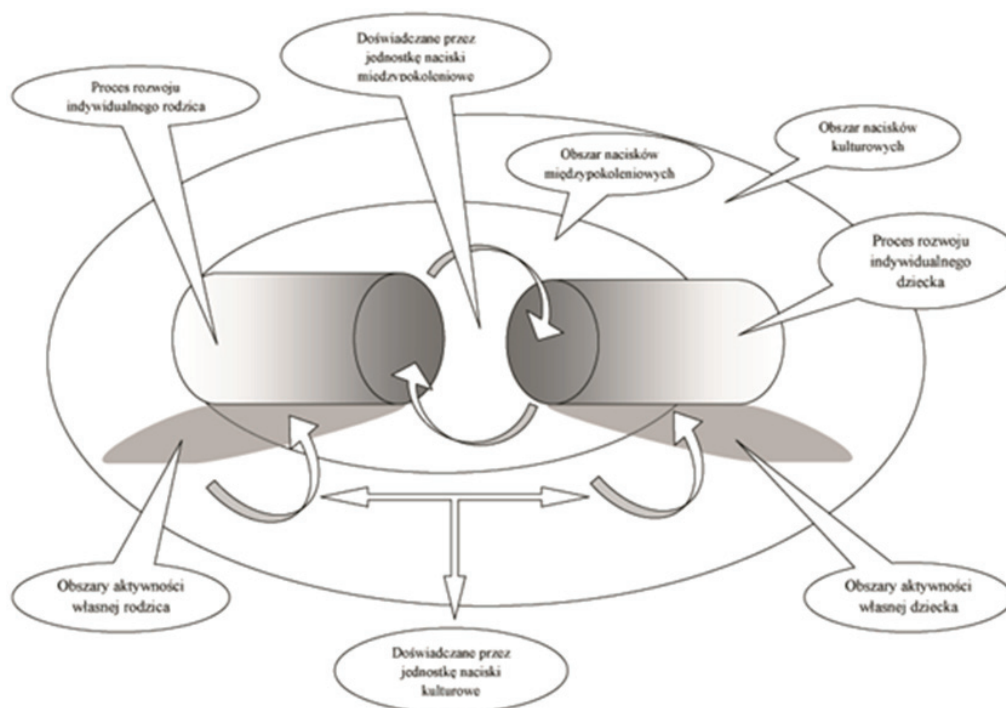 Doświadczane przez
jednostkę naciski
międzypokoleniowe
Proces rozwoju
indywidualnego rodzica
Obszar nacisków
kulturowych
Obszar nacisków
międzypokoleniowych
Proces rozwoju
indywidualnego
dziecka
Obszary aktywności
własnej rodzica
Obszary aktywności
własnej dziecka
Doświadczane przez
jednostkę naciski
kulturowe